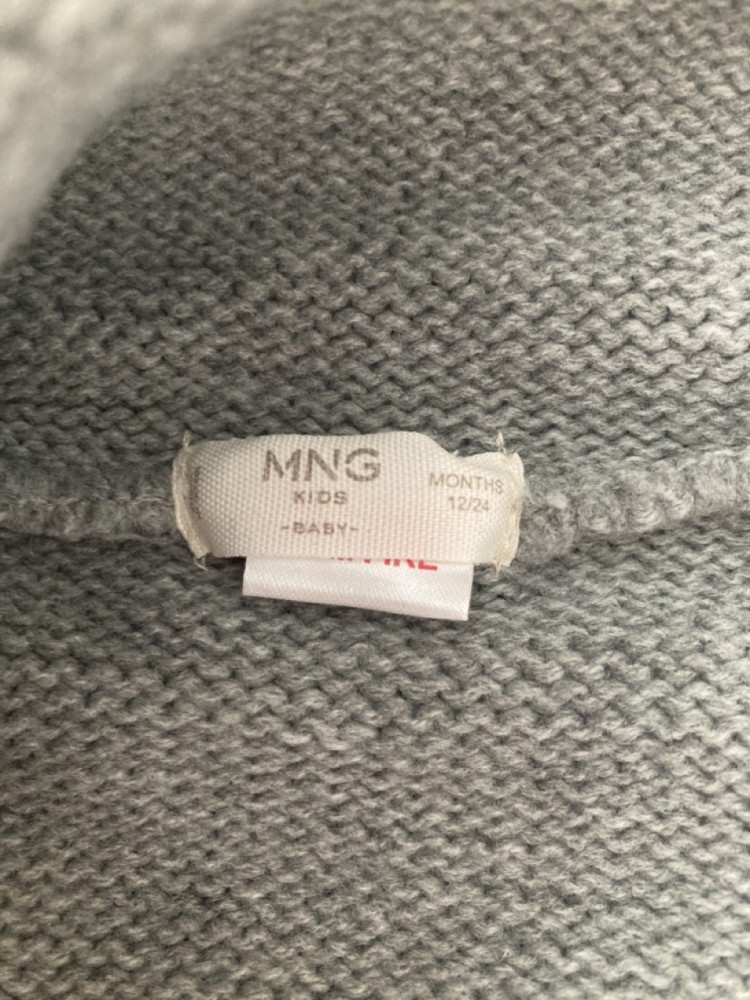 MNG
KIDS
-BABY-
MONTHS
12/24